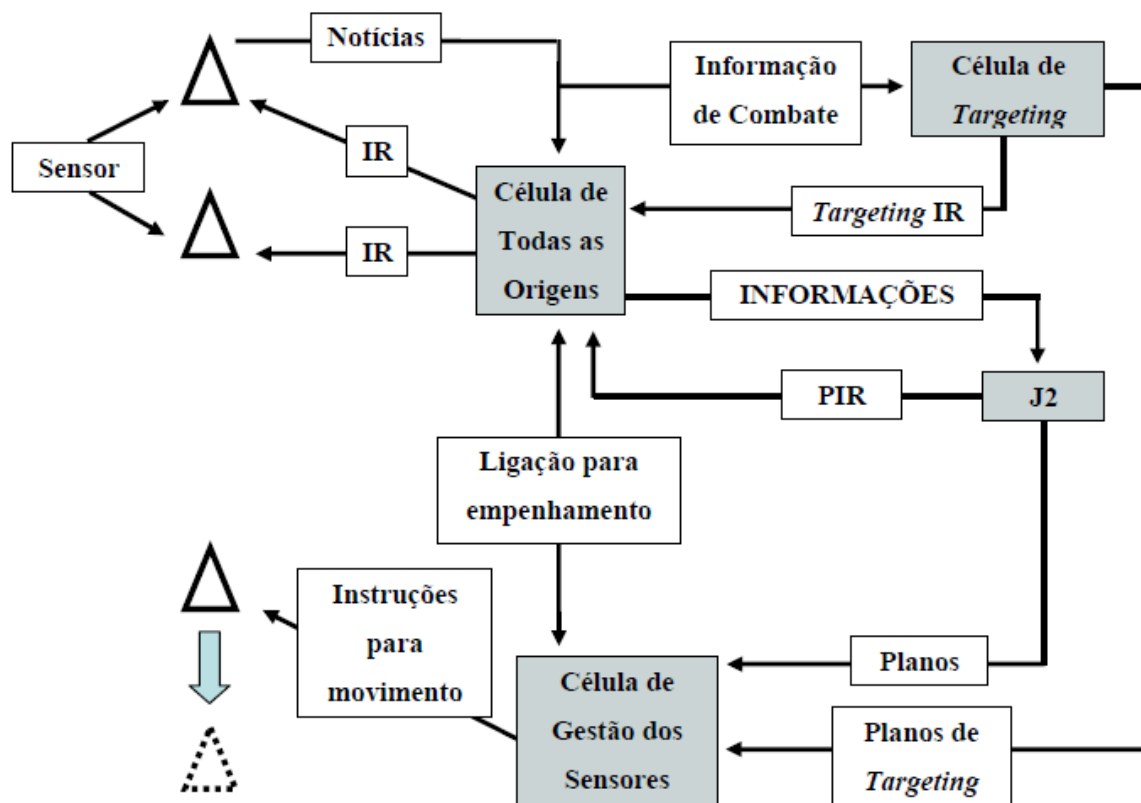 Notícias
Informação
de Combate
Célula de
Targeting
Sensor
IR
IR
Célula de
Todas as
Origens
Targeting IR
INFORMAÇÕES
PIR
J2
Ligação para
empenhamento
Instruções
para
movimento
Célula de
Gestão dos
Sensores
Planos
Planos de
Targeting